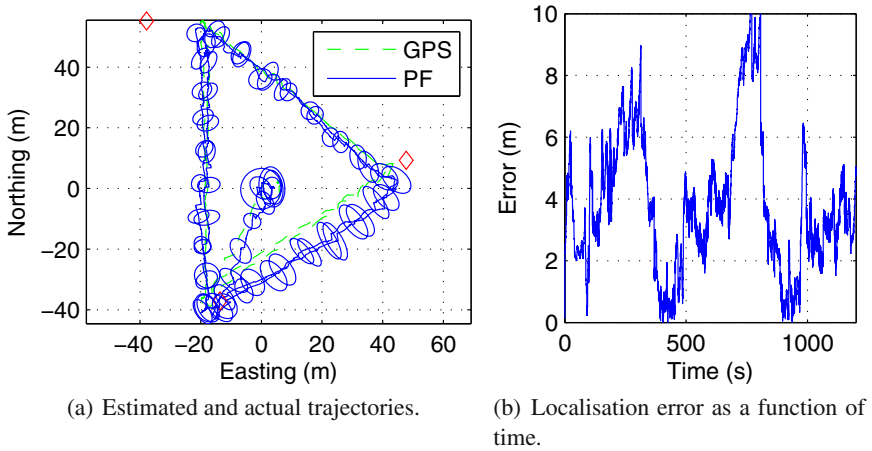 GPS
PF
40
20
0
−20
−40
Northing (m)
−40
−20
0
20
40
60
Easting (m)
(a) Estimated and actual trajectories.
10
8
6
4
2
0
Error (m)
0
500
1000
Time (s)
(b) Localisation error as a function of
time.